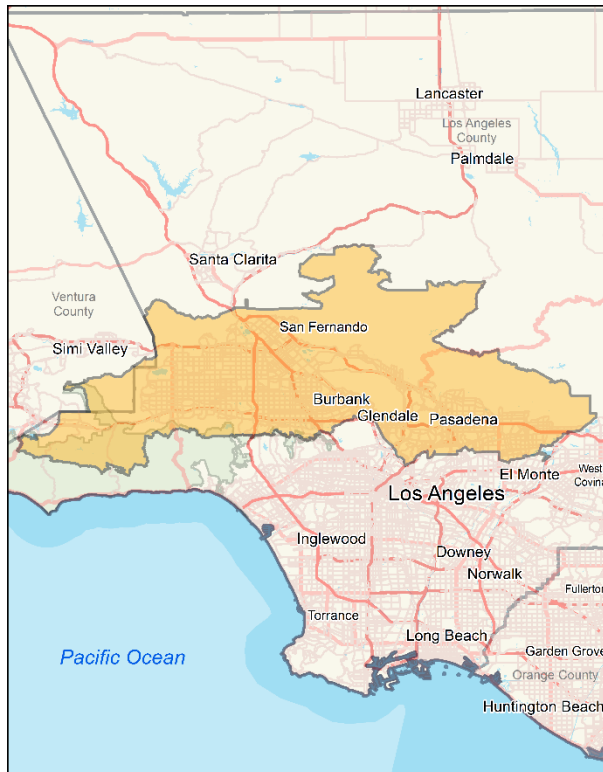 Lancaster
Los Angeles
County
Palmdale
Santa Clarita
Ventura
County
San Fernando
Simi Valley
Burbank
Glendale
Pasadena
El Monte
West
Covina
Los Angeles
Inglewood
Downey
Norwalk
Fullerton
Torrance
Long Beach
Garden Grove
Pacific Ocean
Orange County
Huntington Beach